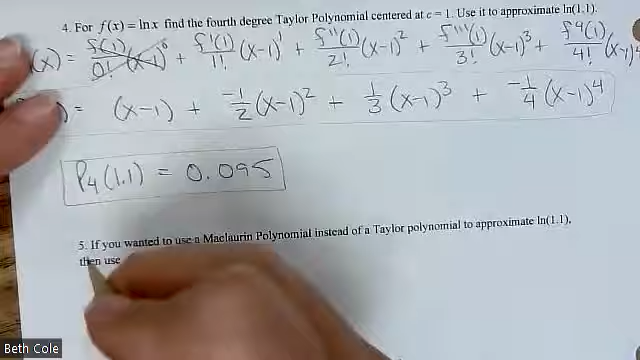 4. For f(x) = ln x find the fourth degree Taylor Polynomial centered at c = 1. Use it to approximate ln(1.1).
(x) = f(1)/0! (x-1)⁰ + f'(1)/1! (x-1)¹ + f''(1)/2! (x-1)² + f'''(1)/3! (x-1)³ + f⁴(1)/4! (x-1)⁴
) = (x-1) + -1/2 (x-1)² + 1/3 (x-1)³ + -1/4 (x-1)⁴
P₄(1.1) = 0.095
5. If you wanted to use a Maclaurin Polynomial instead of a Taylor polynomial to approximate ln(1.1),
then use
Beth Cole